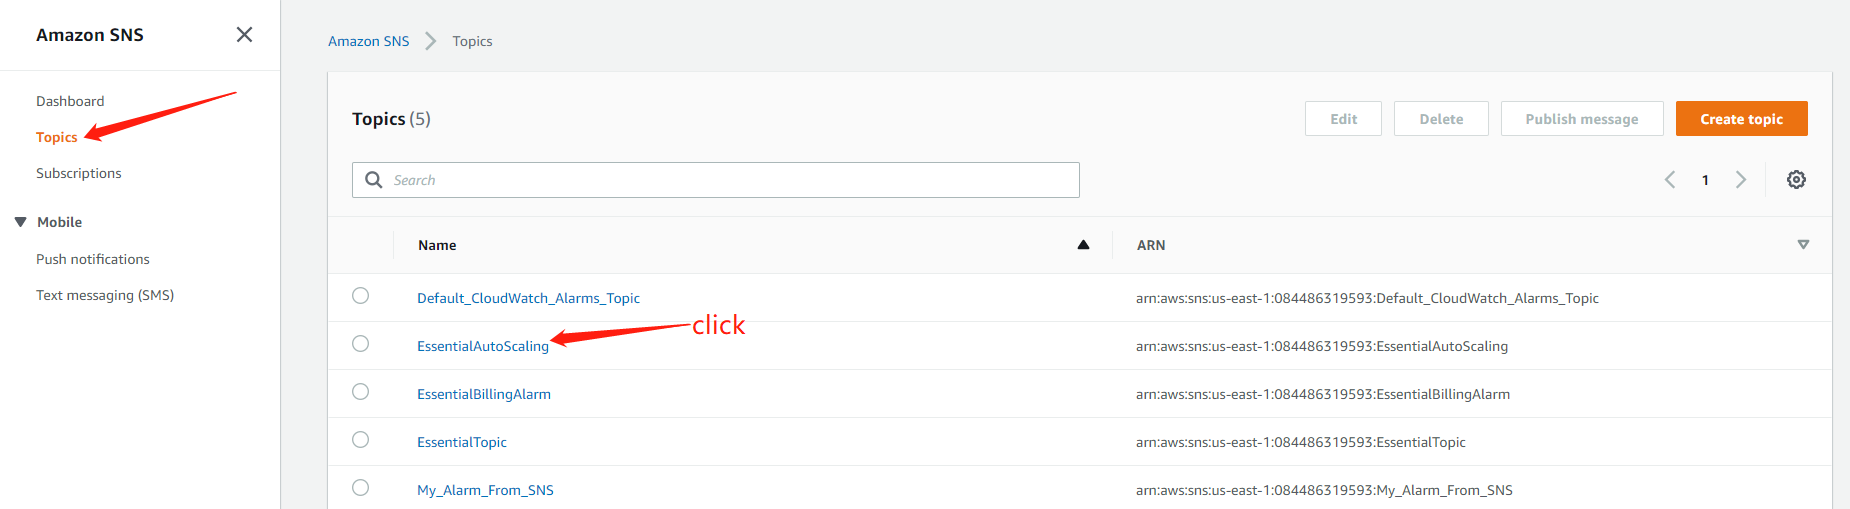 Amazon SNS
Dashboard
Topics
Subscriptions
Mobile
Push notifications
Text messaging (SMS)
Amazon SNS Topics
Topics (5)
Edit Delete Publish message Create topic
Search
1
Name ARN
Default_CloudWatch_Alarms_Topic arn:aws:sns:us-east-1:084486319593:Default_CloudWatch_Alarms_Topic
click
EssentialAutoScaling arn:aws:sns:us-east-1:084486319593:EssentialAutoScaling
EssentialBillingAlarm arn:aws:sns:us-east-1:084486319593:EssentialBillingAlarm
EssentialTopic arn:aws:sns:us-east-1:084486319593:EssentialTopic
My_Alarm_From_SNS arn:aws:sns:us-east-1:084486319593:My_Alarm_From_SNS